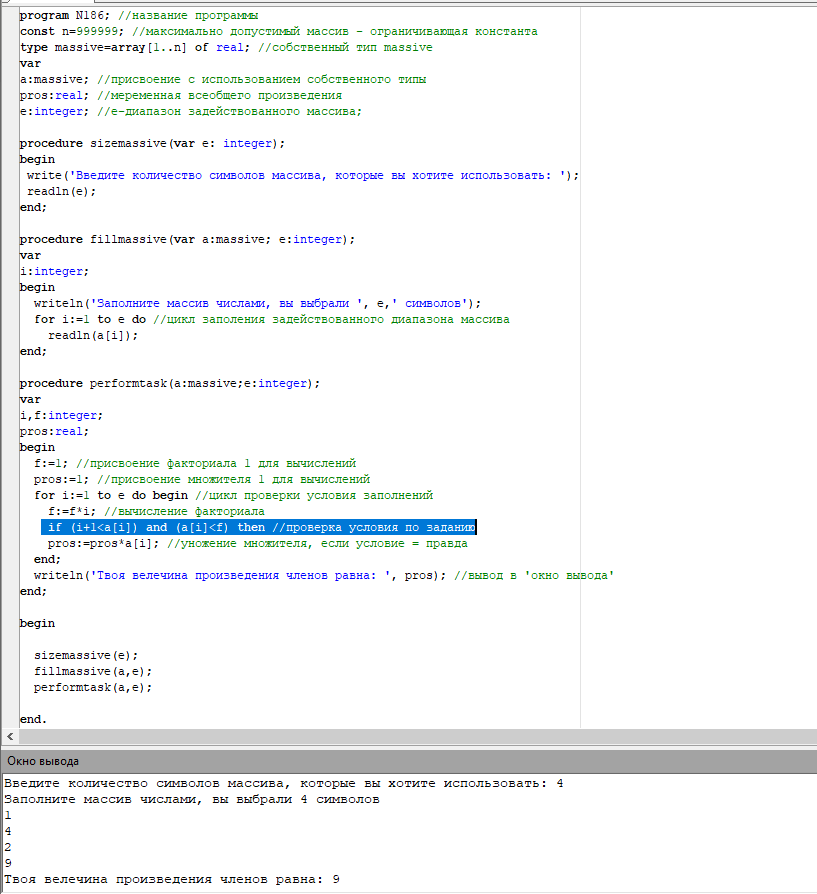 program N186; //название программы
const n=999999; //максимально допустимый массив - ограничивающая константа
type massive=array[1..n] of real; //собственный тип massive
var
a:massive; //присвоение с использованием собственного типы
pros:real; //меременная всеобщего произведения
e:integer; //e-диапазон задействованного массива;
procedure sizemassive(var e: integer);
begin
write('Введите количество символов массива, которые вы хотите использовать: ');
readln(e);
end;
procedure fillmassive(var a:massive; e:integer);
var
i:integer;
begin
writeln('Заполните массив числами, вы выбрали ', e,' символов');
for i:=1 to e do //цикл заполения задействованного диапазона массива
readln(a[i]);
end;
procedure performtask(a:massive;e:integer);
var
i,f:integer;
pros:real;
begin
f:=1; //присвоение факториала 1 для вычислений
pros:=1; //присвоение множителя 1 для вычислений
for i:=1 to e do begin //цикл проверки условия заполнений
f:=f*i; //вычисление факториала
if (i+1<a[i]) and (a[i]<f) then //проверка условия по заданию
pros:=pros*a[i]; //уножение множителя, если условие = правда
end;
writeln('Твоя велечина произведения членов равна: ', pros); //вывод в 'окно вывода'
end;
begin
sizemassive(e);
fillmassive(a,e);
performtask(a,e);
end.
Окно вывода
Введите количество символов массива, которые вы хотите использовать: 4
Заполните массив числами, вы выбрали 4 символов
1
4
2
9
Твоя велечина произведения членов равна: 9